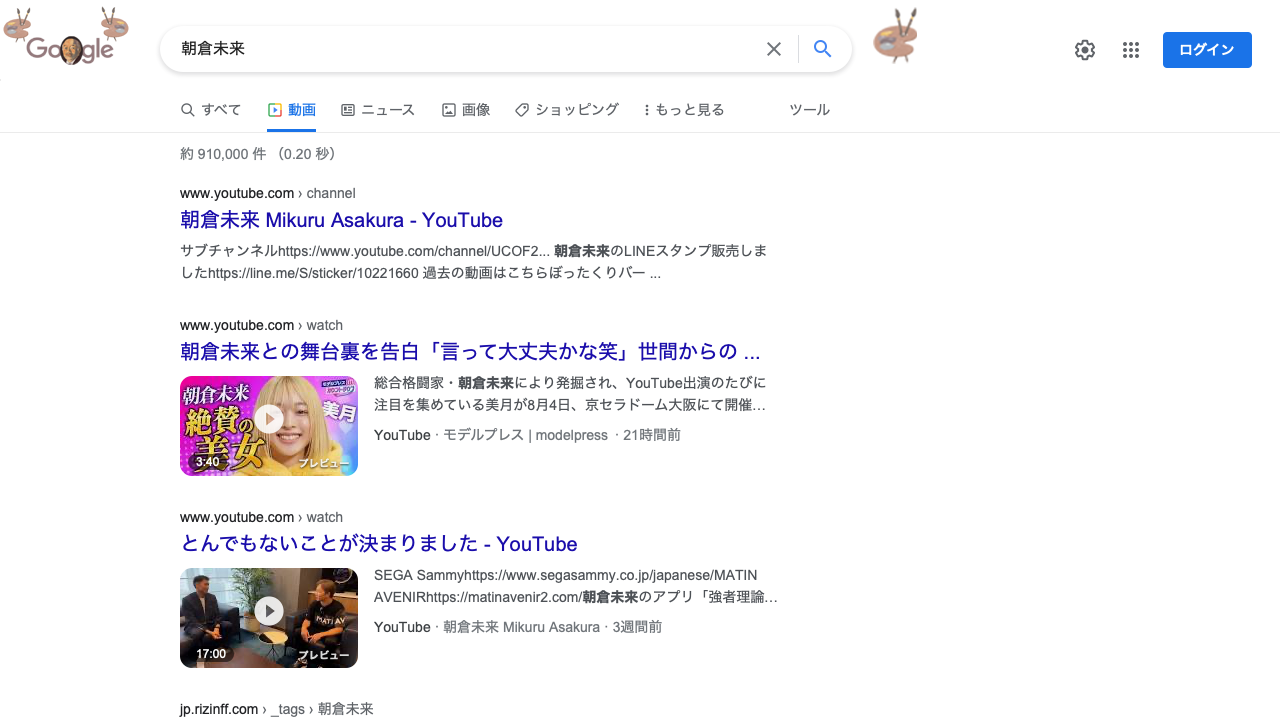 Google
朝倉未来
ログイン
すべて
動画
ニュース
画像
ショッピング
もっと見る
ツール
約 910,000 件 （0.20 秒）
www.youtube.com › channel
朝倉未来 Mikuru Asakura - YouTube
サブチャンネルhttps://www.youtube.com/channel/UCOF2... 朝倉未来のLINEスタンプ販売しま
したhttps://line.me/S/sticker/10221660 過去の動画はこちらぼったくりバー ...
www.youtube.com › watch
朝倉未来との舞台裏を告白「言って大丈夫かな笑」世間からの ...
朝倉未来
絶賛の
美女
美月
3:40
プレビュー
総合格闘家・朝倉未来により発掘され、YouTube出演のたびに
注目を集めている美月が8月4日、京セラドーム大阪にて開催...
YouTube · モデルプレス | modelpress · 21時間前
www.youtube.com › watch
とんでもないことが決まりました - YouTube
17:00
プレビュー
SEGA Sammyhttps://www.segasammy.co.jp/japanese/MATIN
AVENIRhttps://matinavenir2.com/朝倉未来のアプリ「強者理論...
YouTube · 朝倉未来 Mikuru Asakura · 3週間前
jp.rizinff.com › _tags › 朝倉未来